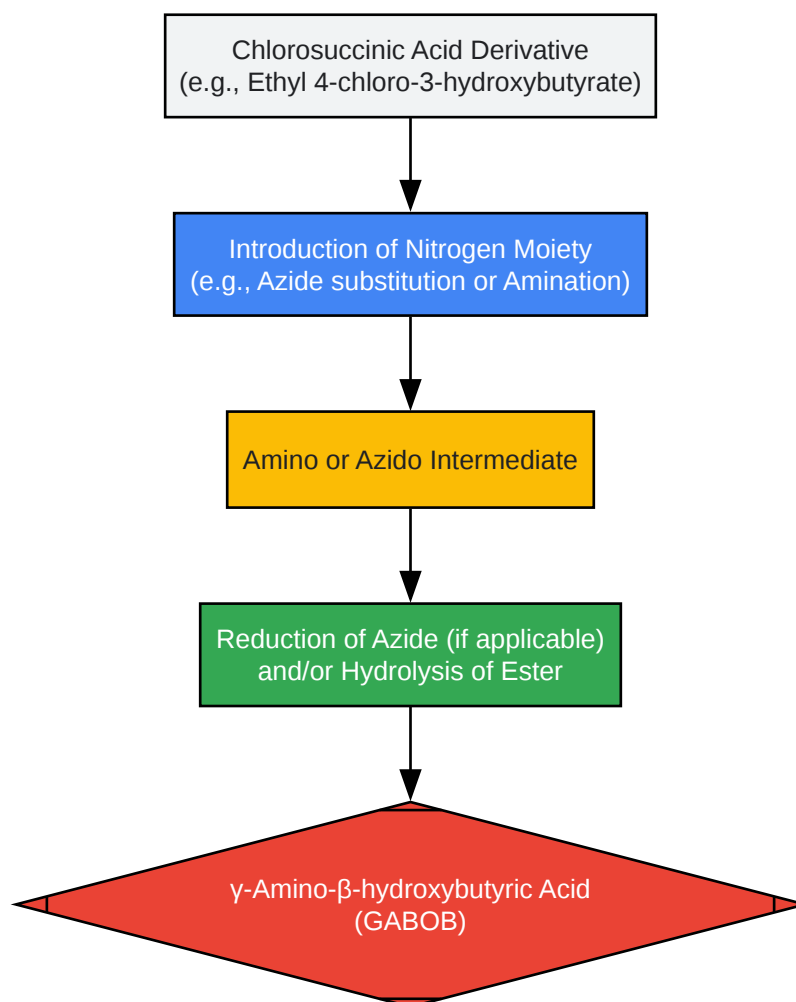 Chlorosuccinic Acid Derivative
(e.g., Ethyl 4-chloro-3-hydroxybutyrate)
Introduction of Nitrogen Moiety
(e.g., Azide substitution or Amination)
Amino or Azido Intermediate
Reduction of Azide (if applicable)
and/or Hydrolysis of Ester
γ-Amino-β-hydroxybutyric Acid
(GABOB)